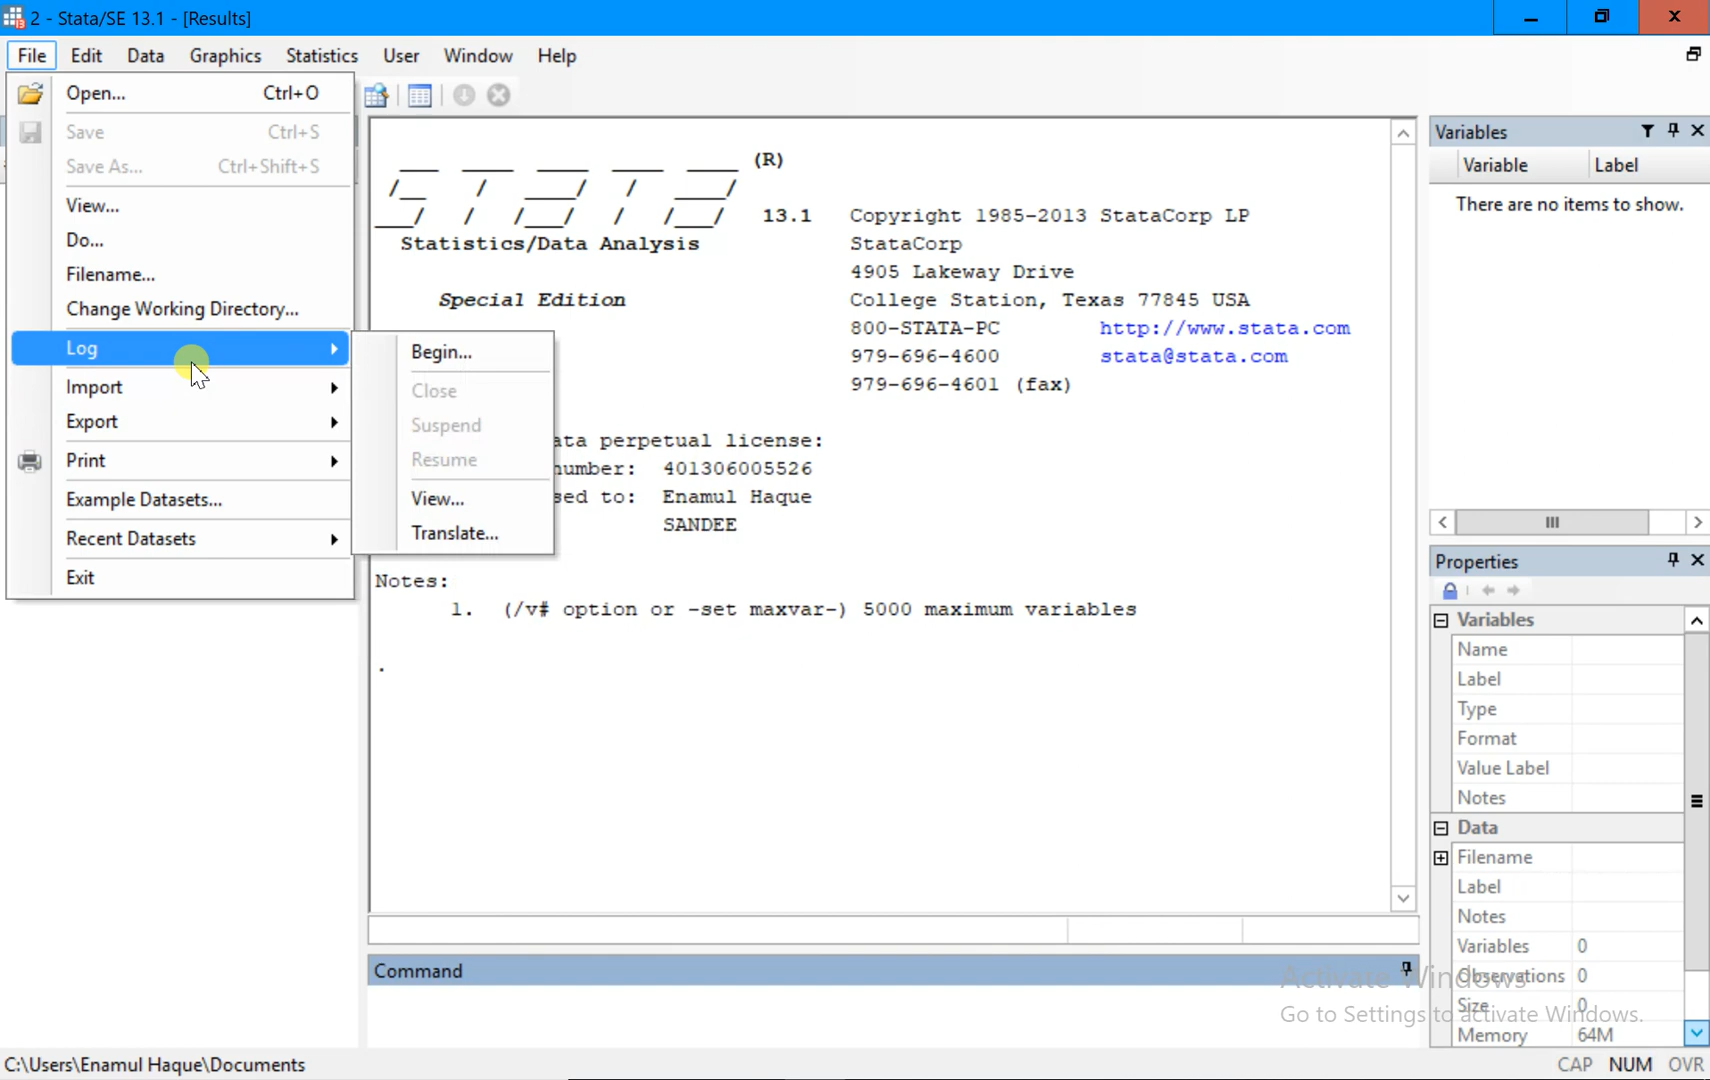 2 - Stata/SE 13.1 - [Results]
File Edit Data Graphics Statistics User Window Help
Open... Ctrl+O
Save Ctrl+S
Save As... Ctrl+Shift+S
View...
Do...
Filename...
Change Working Directory...
Log
Import
Export
Print
Example Datasets...
Recent Datasets
Exit
Begin...
Close
Suspend
Resume
View...
Translate...
(R)
STATA
13.1 Copyright 1985-2013 StataCorp LP
Statistics/Data Analysis StataCorp
4905 Lakeway Drive
Special Edition College Station, Texas 77845 USA
800-STATA-PC http://www.stata.com
979-696-4600 stata@stata.com
979-696-4601 (fax)
ata perpetual license:
number: 401306005526
sed to: Enamul Haque
SANDEE
Notes:
1. (/v# option or -set maxvar-) 5000 maximum variables
.
Command
Variables
Variable Label
There are no items to show.
Properties
Variables
Name
Label
Type
Format
Value Label
Notes
Data
Filename
Label
Notes
Variables 0
Observations 0
Size 0
Memory 64M
Activate Windows
Go to Settings to activate Windows.
C:\Users\Enamul Haque\Documents
CAP NUM OVR